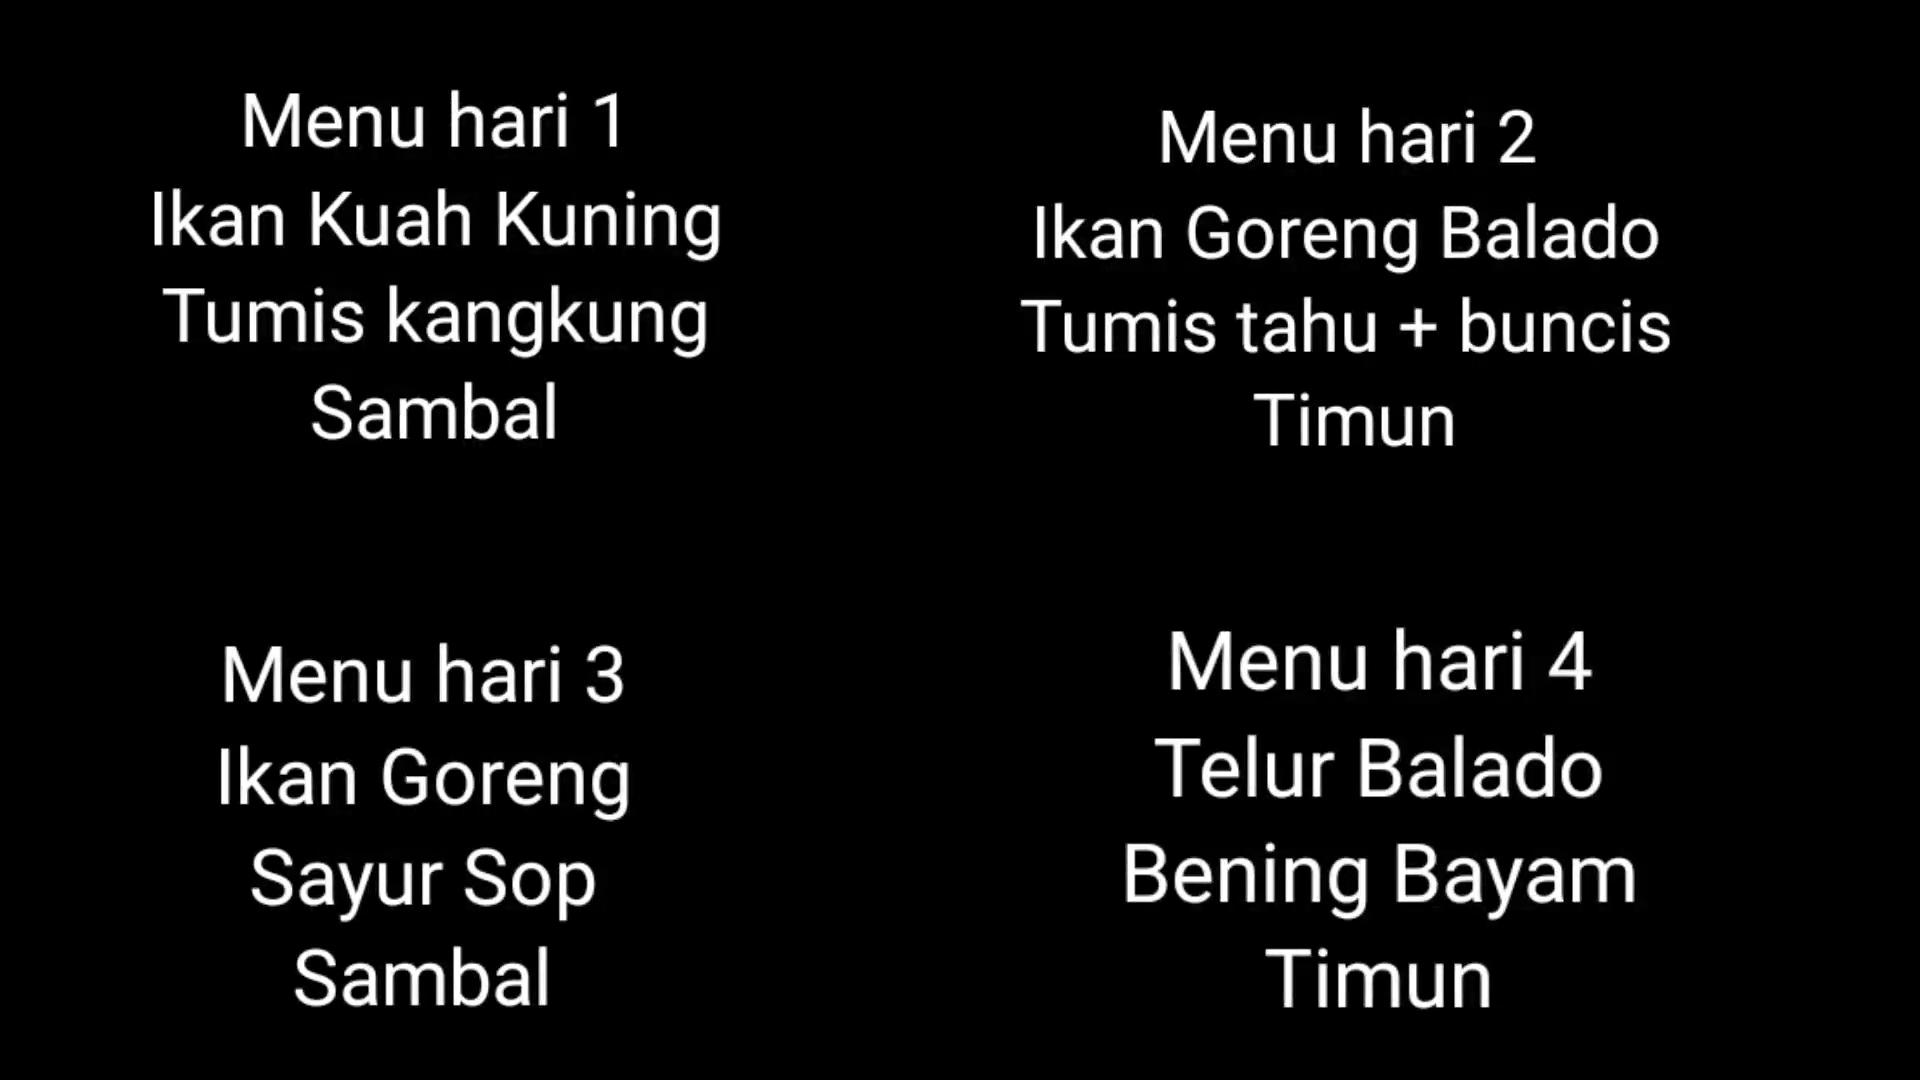 Menu hari 1
Ikan Kuah Kuning
Tumis kangkung
Sambal
Menu hari 2
Ikan Goreng Balado
Tumis tahu + buncis
Timun
Menu hari 3
Ikan Goreng
Sayur Sop
Sambal
Menu hari 4
Telur Balado
Bening Bayam
Timun